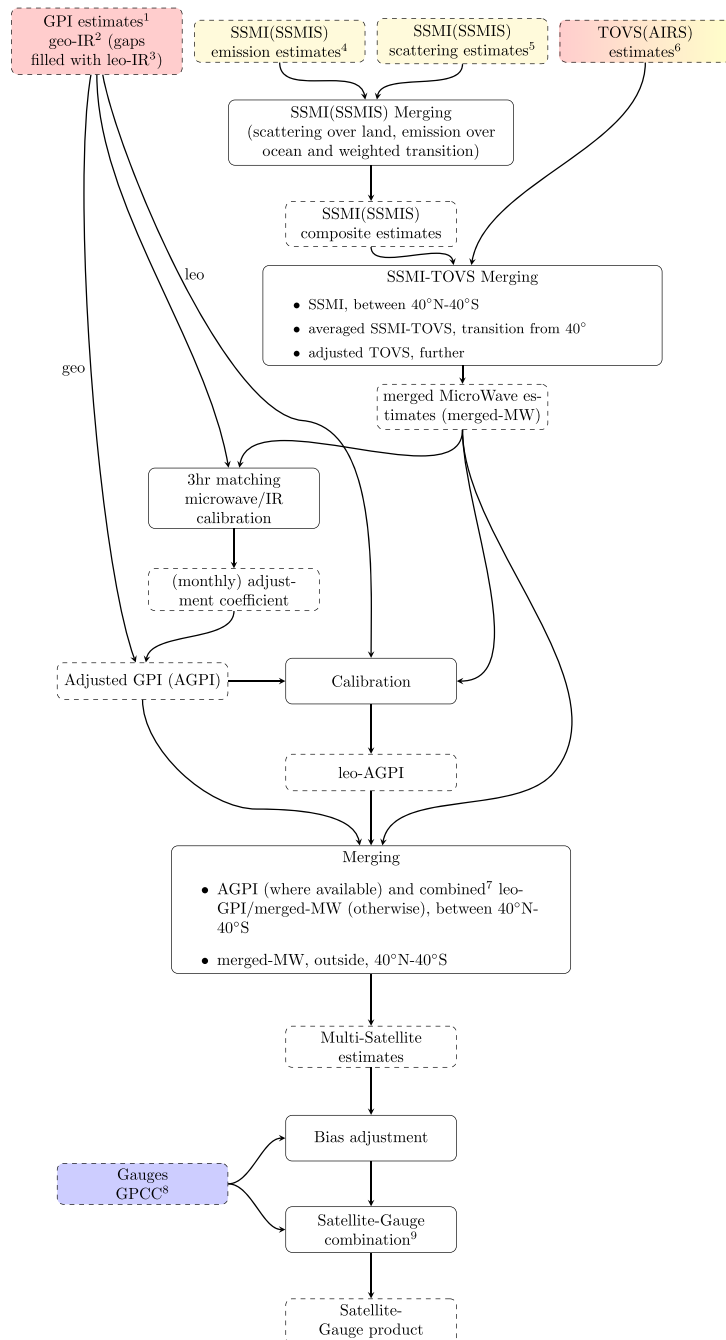 GPI estimates¹
geo-IR² (gaps
filled with leo-IR³)
SSMI(SSMIS)
emission estimates⁴
SSMI(SSMIS)
scattering estimates⁵
TOVS(AIRS)
estimates⁶
SSMI(SSMIS) Merging
(scattering over land, emission over
ocean and weighted transition)
SSMI(SSMIS)
composite estimates
leo
SSMI-TOVS Merging
• SSMI, between 40°N-40°S
• averaged SSMI-TOVS, transition from 40°
• adjusted TOVS, further
geo
merged MicroWave es-
timates (merged-MW)
3hr matching
microwave/IR
calibration
(monthly) adjust-
ment coefficient
Adjusted GPI (AGPI)
Calibration
leo-AGPI
Merging
• AGPI (where available) and combined⁷ leo-
GPI/merged-MW (otherwise), between 40°N-
40°S
• merged-MW, outside, 40°N-40°S
Multi-Satellite
estimates
Bias adjustment
Gauges
GPCC⁸
Satellite-Gauge
combination⁹
Satellite-
Gauge product